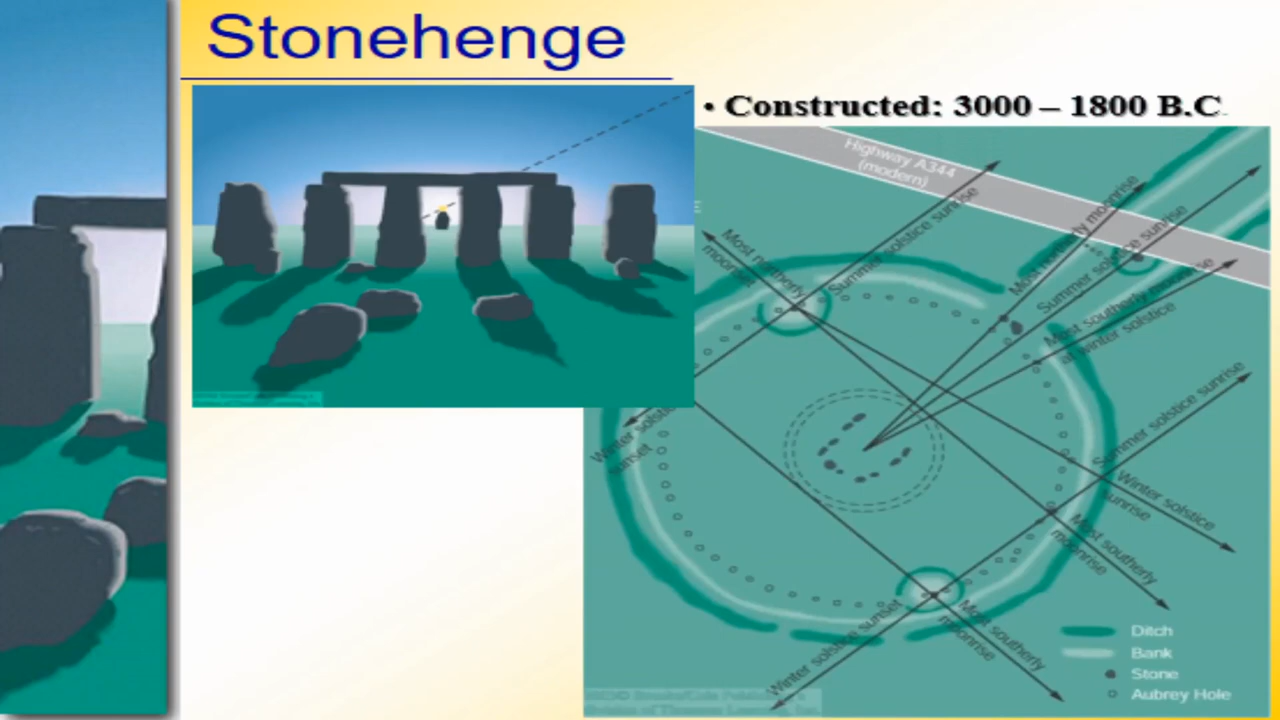 Stonehenge
• Constructed: 3000 – 1800 B.C.
Highway A344
(modern)
Most northerly
moonset
Summer solstice sunrise
Most northerly moonrise
Summer solstice sunrise
Most southerly moonrise
at winter solstice
Winter solstice
sunset
Summer solstice sunrise
Winter solstice
sunrise
Most southerly
moonrise
Winter solstice sunset
Most southerly
moonrise
Ditch
Bank
Stone
Aubrey Hole